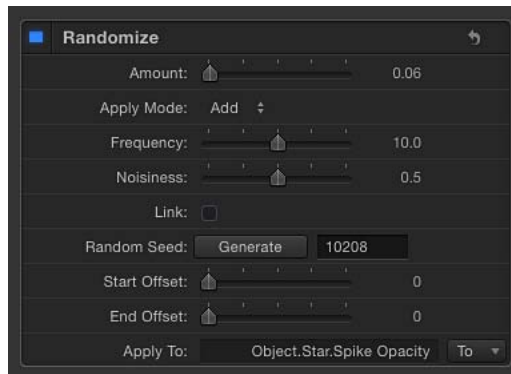 Randomize
Amount: 0.06
Apply Mode: Add
Frequency: 10.0
Noisiness: 0.5
Link:
Random Seed: Generate 10208
Start Offset: 0
End Offset: 0
Apply To: Object.Star.Spike Opacity To